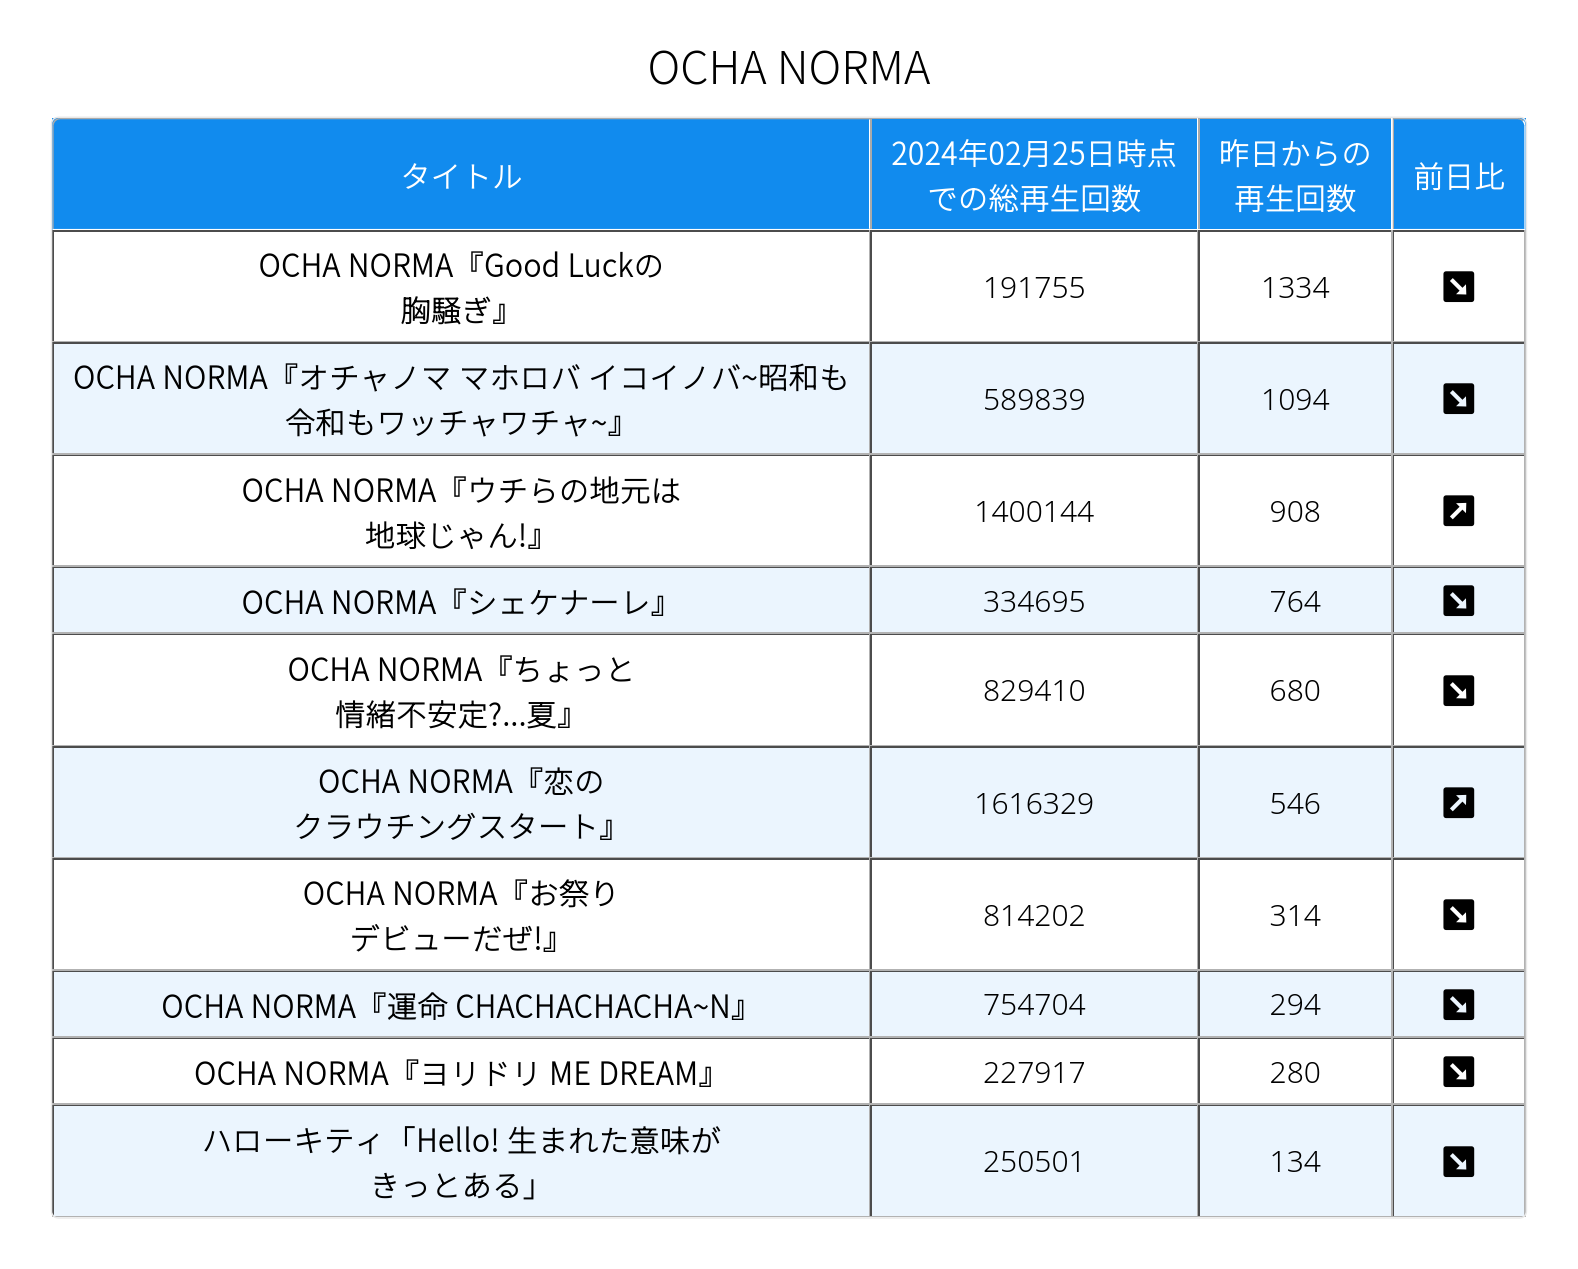 OCHA NORMA
タイトル
2024年02月25日時点
での総再生回数
昨日からの
再生回数
前日比
OCHA NORMA『Good Luckの
胸騒ぎ』
191755
1334
OCHA NORMA『オチャノマ マホロバ イコイノバ~昭和も
令和もワッチャワチャ~』
589839
1094
OCHA NORMA『ウチらの地元は
地球じゃん!』
1400144
908
OCHA NORMA『シェケナーレ』
334695
764
OCHA NORMA『ちょっと
情緒不安定?...夏』
829410
680
OCHA NORMA『恋の
クラウチングスタート』
1616329
546
OCHA NORMA『お祭り
デビューだぜ!』
814202
314
OCHA NORMA『運命 CHACHACHACHA~N』
754704
294
OCHA NORMA『ヨリドリ ME DREAM』
227917
280
ハローキティ「Hello! 生まれた意味が
きっとある」
250501
134